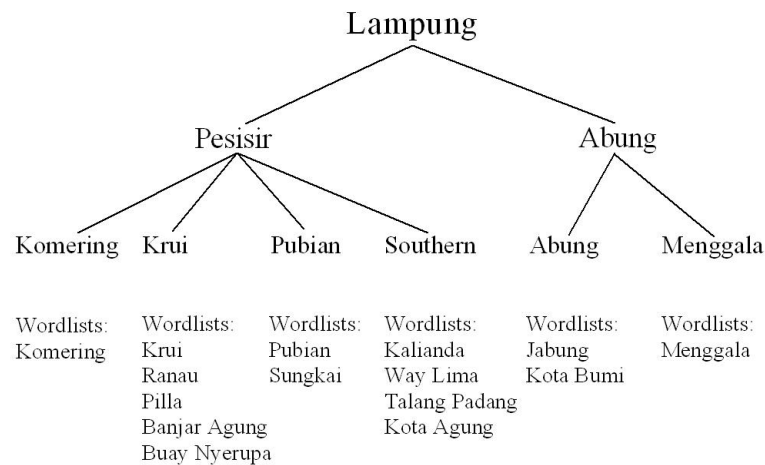 Lampung
Pesisir Abung
Komering Krui Pubian Southern Abung Menggala
Wordlists: Wordlists: Wordlists: Wordlists: Wordlists: Wordlists:
Komering Krui Pubian Kalianda Jabung Menggala
Ranau Sungkai Way Lima Kota Bumi
Pilla Talang Padang
Banjar Agung Kota Agung
Buay Nyerupa